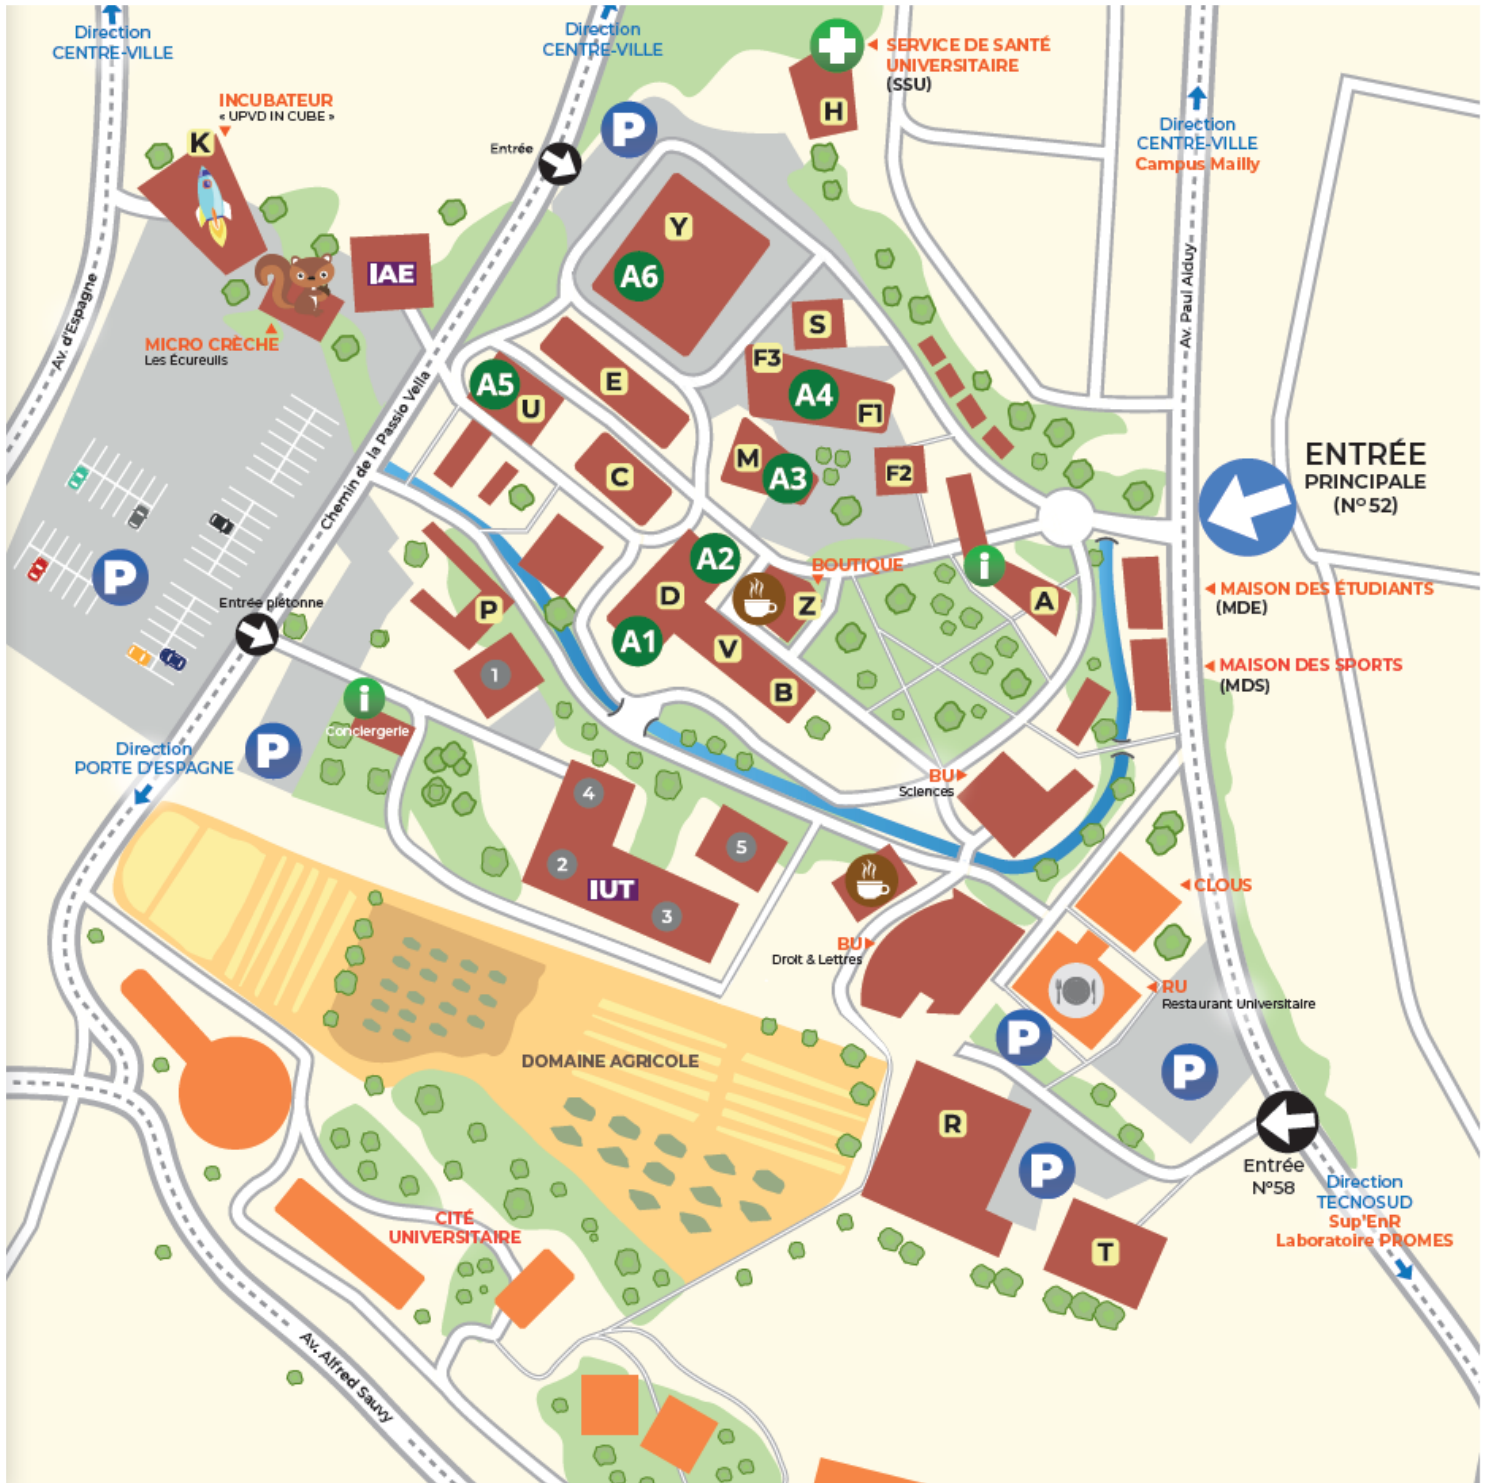 Direction
CENTRE-VILLE
Direction
CENTRE-VILLE
SERVICE DE SANTÉ
UNIVERSITAIRE
(SSU)
H
INCUBATEUR
« UPVD IN CUBE »
K
Entrée
P
Direction
CENTRE-VILLE
Campus Mailly
Y
A6
IAE
Av. d'Espagne
MICRO CRÈCHE
Les Écureuils
Av. Paul Alduy
S
F3
A4
F1
A5
U
E
Chemin de la Passio Vella
C
M
A3
F2
ENTRÉE
PRINCIPALE
(N° 52)
P
A2
BOUTIQUE
i
D
Z
A
MAISON DES ÉTUDIANTS
(MDE)
Entrée piétonne
P
A1
V
B
MAISON DES SPORTS
(MDS)
1
i
Conciergerie
Direction
PORTE D'ESPAGNE
P
BU
Sciences
4
5
2
IUT
3
CLOUS
BU
Droit & Lettres
RU
Restaurant Universitaire
P
P
DOMAINE AGRICOLE
R
P
Entrée
N°58
Direction
TECNOSUD
Sup'EnR
Laboratoire PROMES
CITÉ
UNIVERSITAIRE
T
Av. Alfred Sauvy